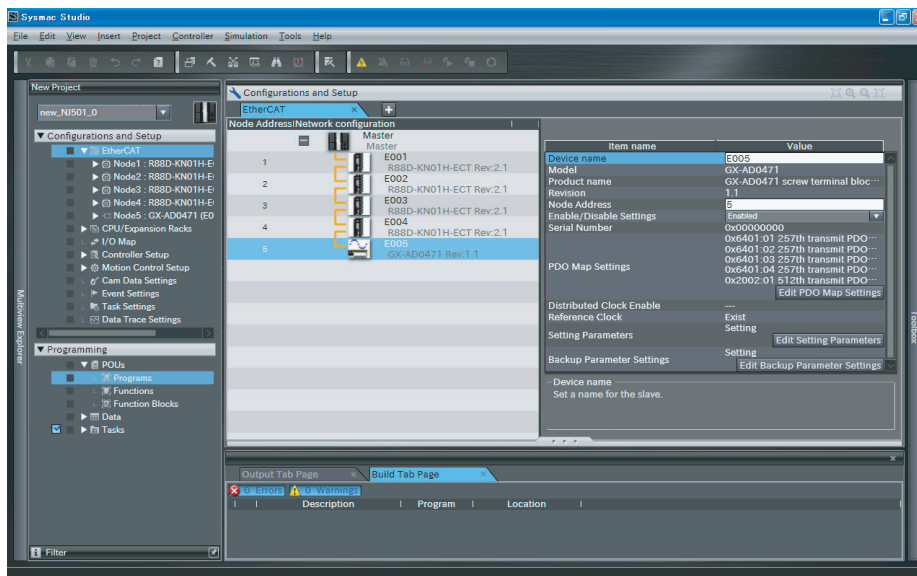 Sysmac Studio
File Edit View Insert Project Controller Simulation Tools Help
New Project
new_NJ501_0
Configurations and Setup
EtherCAT
Node1 : R88D-KN01H-E
Node2 : R88D-KN01H-E
Node3 : R88D-KN01H-E
Node4 : R88D-KN01H-E
Node5 : GX-AD0471 (E0
CPU/Expansion Racks
I/O Map
Controller Setup
Motion Control Setup
Cam Data Settings
Event Settings
Task Settings
Data Trace Settings
Programming
POUs
Programs
Functions
Function Blocks
Data
Tasks
Filter
Multiview Explorer
Configurations and Setup
EtherCAT
Node Address Network configuration
Master
Master
1 E001
R88D-KN01H-ECT Rev:2.1
2 E002
R88D-KN01H-ECT Rev:2.1
3 E003
R88D-KN01H-ECT Rev:2.1
4 E004
R88D-KN01H-ECT Rev:2.1
5 E005
GX-AD0471 Rev:1.1
Item name Value
Device name E005
Model GX-AD0471
Product name GX-AD0471 screw terminal bloc···
Revision 1.1
Node Address 5
Enable/Disable Settings Enabled
Serial Number 0x00000000
PDO Map Settings
0x6401:01 257th transmit PDO···
0x6401:02 257th transmit PDO···
0x6401:03 257th transmit PDO···
0x6401:04 257th transmit PDO···
0x2002:01 512th transmit PDO···
Edit PDO Map Settings
Distributed Clock Enable ---
Reference Clock Exist
Setting Parameters Setting
Edit Setting Parameters
Backup Parameter Settings Setting
Edit Backup Parameter Settings
Device name
Set a name for the slave.
Toolbox
Output Tab Page
Build Tab Page
0 Errors 0 Warnings
Description Program Location